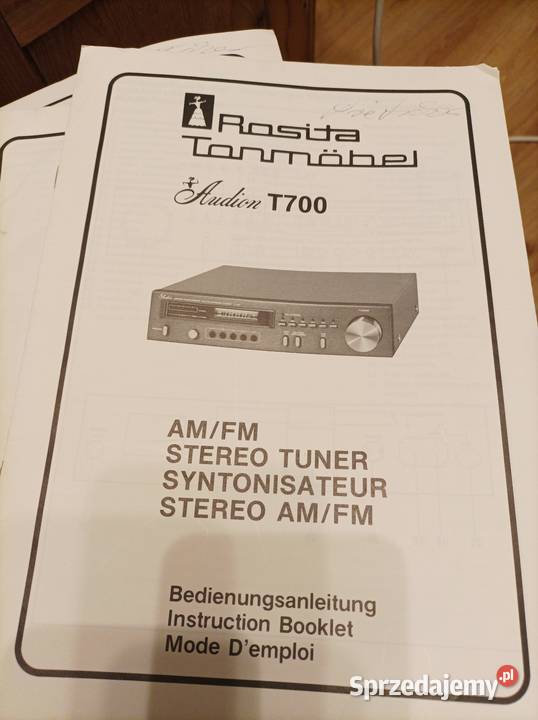 Rosita
Tonmöbel
Audion T700
AM/FM
STEREO TUNER
SYNTONISATEUR
STEREO AM/FM
Bedienungsanleitung
Instruction Booklet
Mode D'emploi
Sprzedajemy.pl